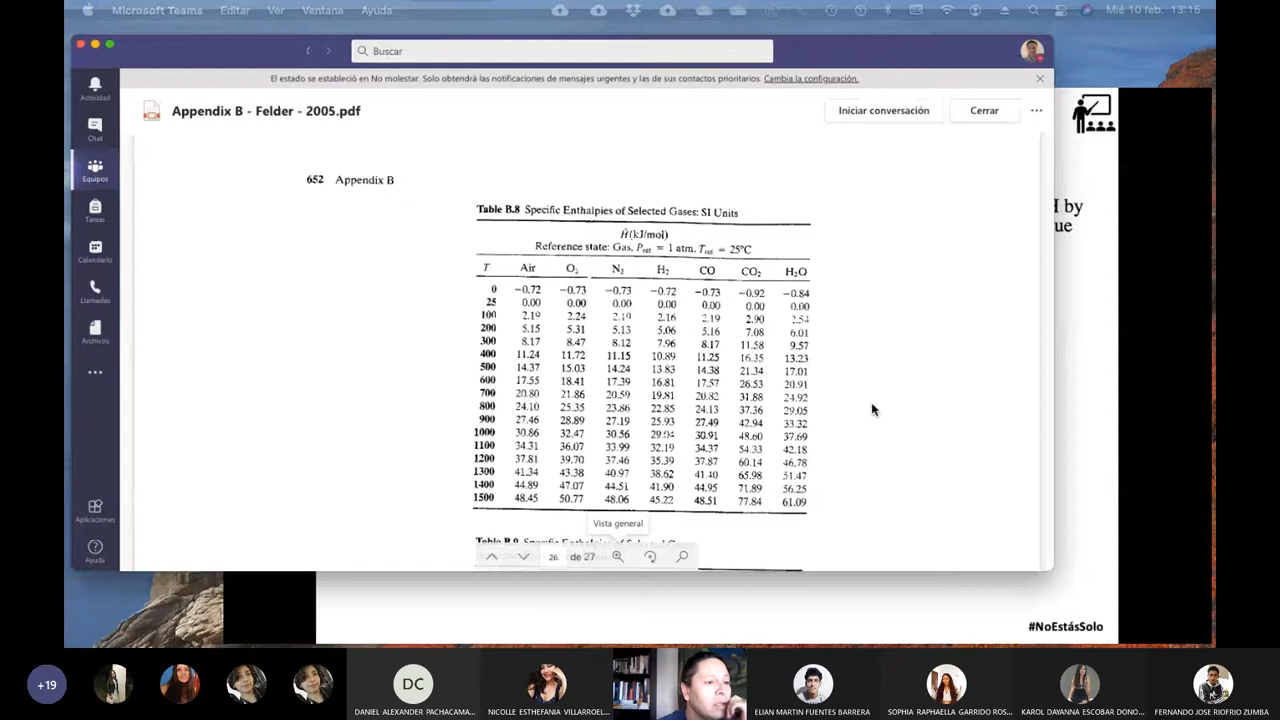 Microsoft Teams Editar Ver Ventana Ayuda Mié 10 feb. 13:15
Buscar
El estado se estableció en No molestar. Solo obtendrá las notificaciones de mensajes urgentes y las de sus contactos prioritarios. Cambia la configuración.
Actividad
Chat
Equipos
Tareas
Calendario
Llamadas
Archivos
Aplicaciones
Ayuda
Appendix B - Felder - 2005.pdf
Iniciar conversación
Cerrar
by
ue
652 Appendix B
Table B.8 Specific Enthalpies of Selected Gases: SI Units
Ĥ(kJ/mol)
Reference state: Gas, Pref = 1 atm, Tref = 25°C
T Air O2 N2 H2 CO CO2 H2O
0 −0.72 −0.73 −0.73 −0.72 −0.73 −0.92 −0.84
25 0.00 0.00 0.00 0.00 0.00 0.00 0.00
100 2.19 2.24 2.19 2.16 2.19 2.90 2.54
200 5.15 5.31 5.13 5.06 5.16 7.08 6.01
300 8.17 8.47 8.12 7.96 8.17 11.58 9.57
400 11.24 11.72 11.15 10.89 11.25 16.35 13.23
500 14.37 15.03 14.24 13.83 14.38 21.34 17.01
600 17.55 18.41 17.39 16.81 17.57 26.53 20.91
700 20.80 21.86 20.59 19.81 20.82 31.88 24.92
800 24.10 25.35 23.86 22.85 24.13 37.36 29.05
900 27.46 28.89 27.19 25.93 27.49 42.94 33.32
1000 30.86 32.47 30.56 29.04 30.91 48.60 37.69
1100 34.31 36.07 33.99 32.19 34.37 54.33 42.18
1200 37.81 39.70 37.46 35.39 37.87 60.14 46.78
1300 41.34 43.38 40.97 38.62 41.40 65.98 51.47
1400 44.89 47.07 44.51 41.90 44.95 71.89 56.25
1500 48.45 50.77 48.06 45.22 48.51 77.84 61.09
Vista general
26 de 27
#NoEstásSolo
+19
DC
DANIEL ALEXANDER PACHACAMA...
NICOLLE ESTHEFANIA VILLARROEL...
ELIAN MARTIN FUENTES BARRERA
SOPHIA RAPHAELLA GARRIDO ROS...
KAROL DAYANNA ESCOBAR DONO...
FERNANDO JOSE RIOFRIO ZUMBA